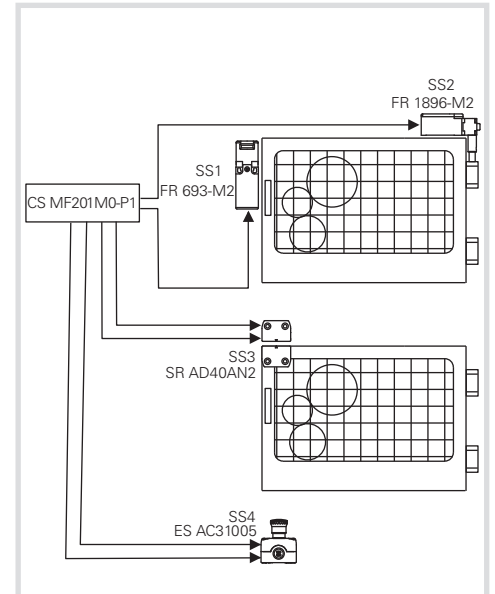 SS2
FR 1896-M2
SS1
FR 693-M2
CS MF201M0-P1
SS3
SR AD40AN2
SS4
ES AC31005